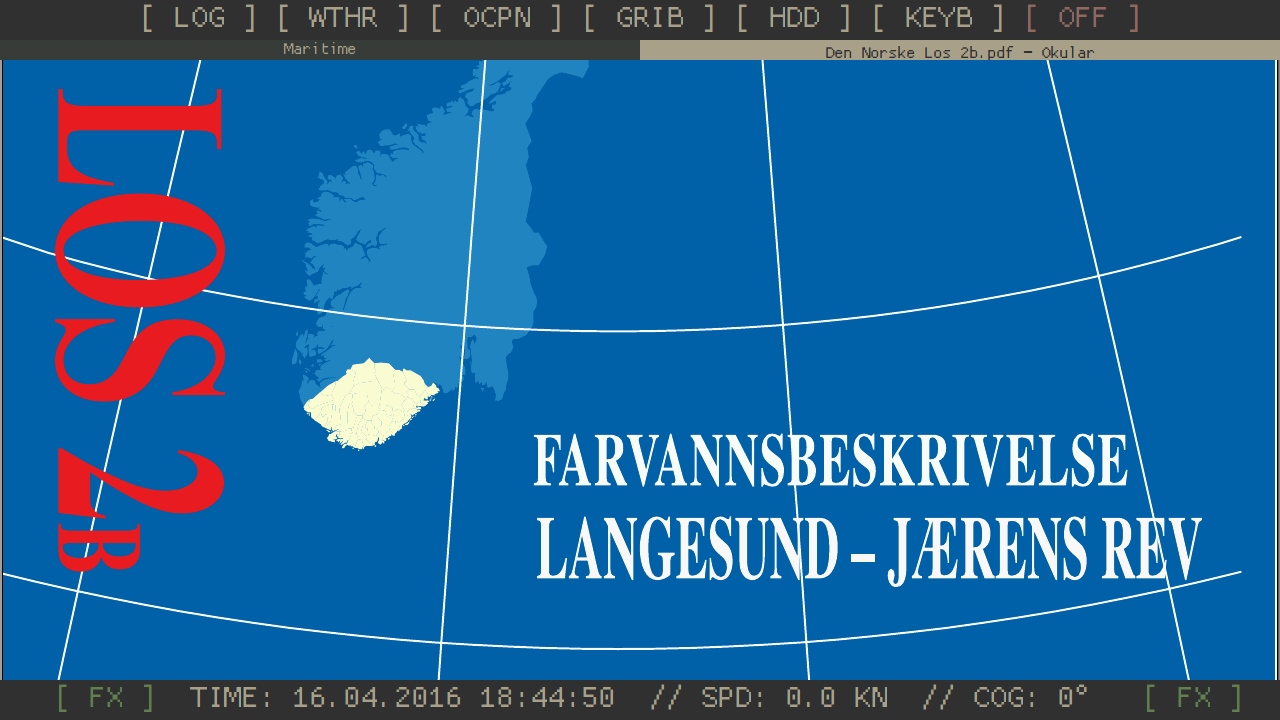 [ LOG ] [ WTHR ] [ OCPN ] [ GRIB ] [ HDD ] [ KEYB ] [ OFF ]
Maritime
Den Norske Los 2b.pdf – Okular
LOS 2B
FARVANNSBESKRIVELSE
LANGESUND – JÆRENS REV
[ FX ] TIME: 16.04.2016 18:44:50 // SPD: 0.0 KN // COG: 0° [ FX ]